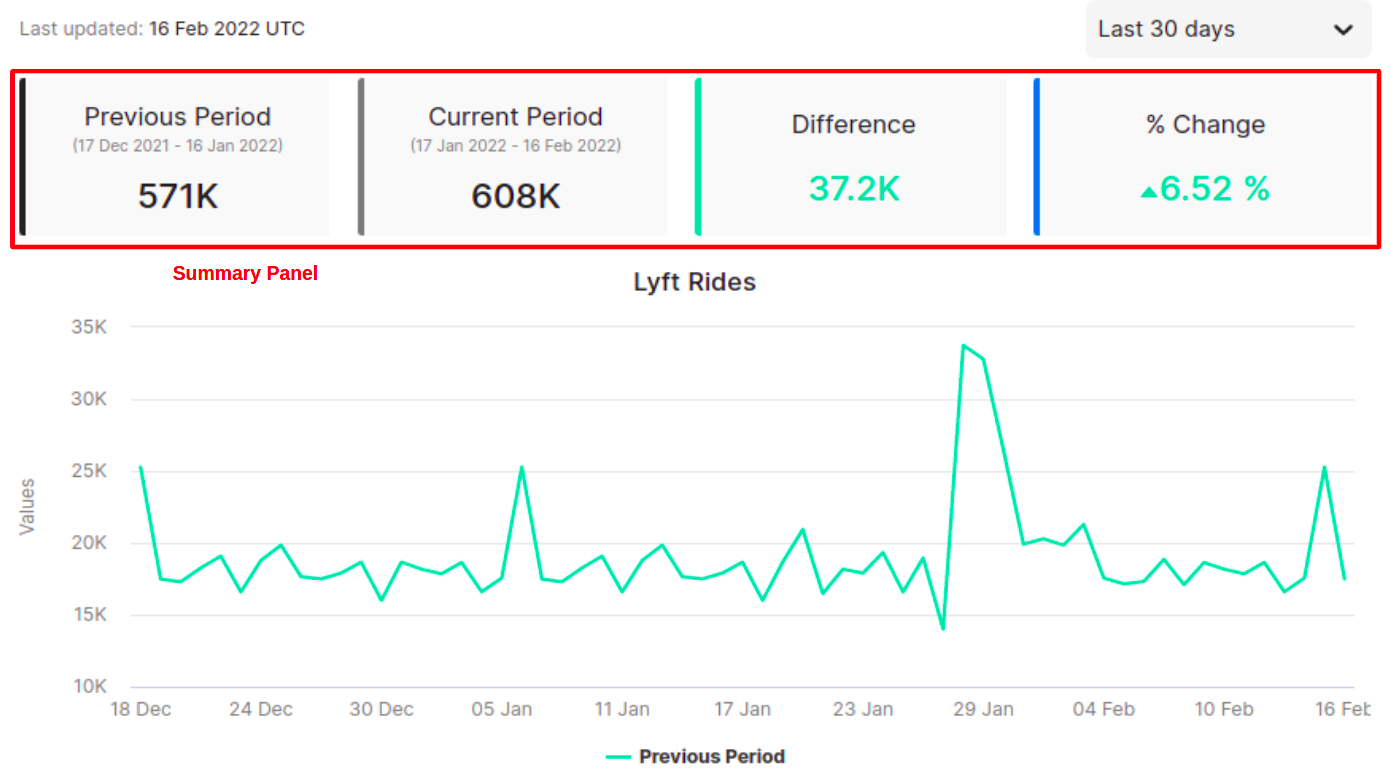 Last updated: 16 Feb 2022 UTC
Last 30 days
Previous Period
(17 Dec 2021 - 16 Jan 2022)
571K
Current Period
(17 Jan 2022 - 16 Feb 2022)
608K
Difference
37.2K
% Change
▲6.52 %
Summary Panel
Lyft Rides
Values
35K
30K
25K
20K
15K
10K
18 Dec 24 Dec 30 Dec 05 Jan 11 Jan 17 Jan 23 Jan 29 Jan 04 Feb 10 Feb 16 Feb
Previous Period